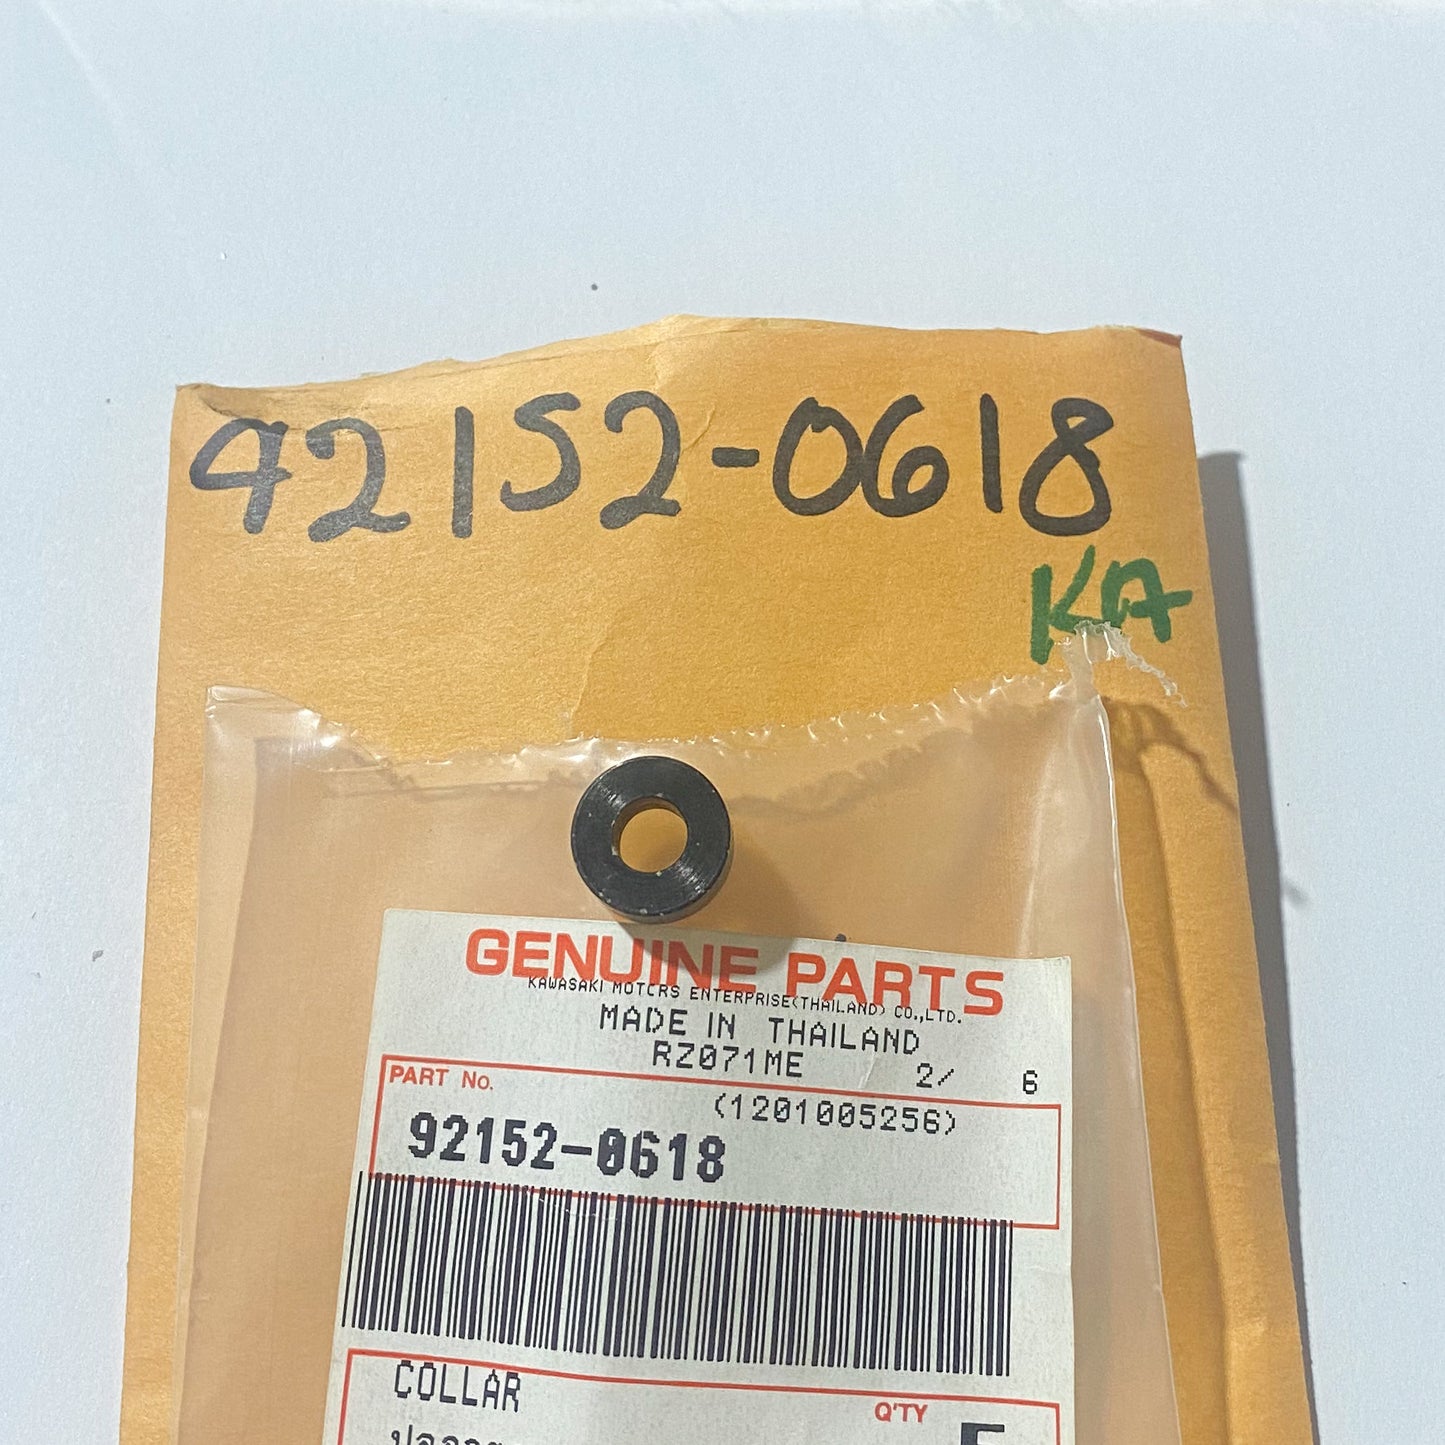 92152-0618
KA
GENUINE PARTS
KAWASAKI MOTORS ENTERPRISE(THAILAND) CO.,LTD.
MADE IN THAILAND
RZ071ME 2/ 6
PART No. (1201005256)
92152-0618
COLLAR
Q'TY